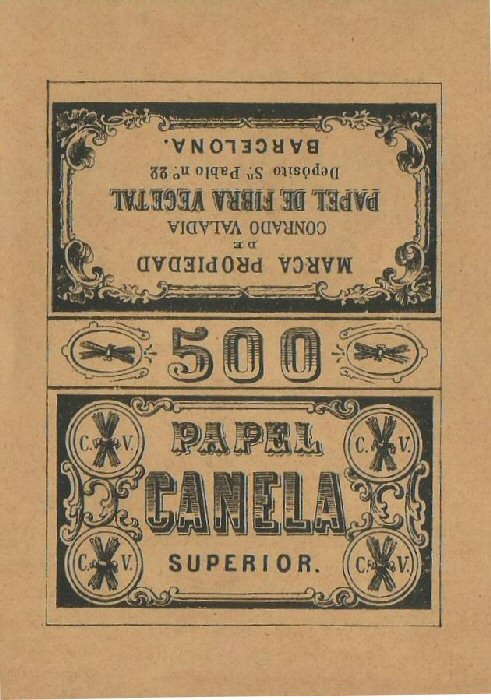 MARCA PROPIEDAD
DE
CONRADO VALADIA
PAPEL DE FIBRA VEGETAL
Depósito Sn. Pablo nº. 22
BARCELONA.
500
C. V.
C. V.
PAPEL
CANELA
SUPERIOR.
C. V.
C. V.